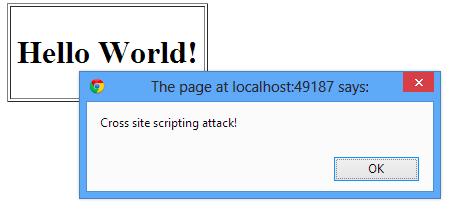 Hello World!
The page at localhost:49187 says:
Cross site scripting attack!
OK